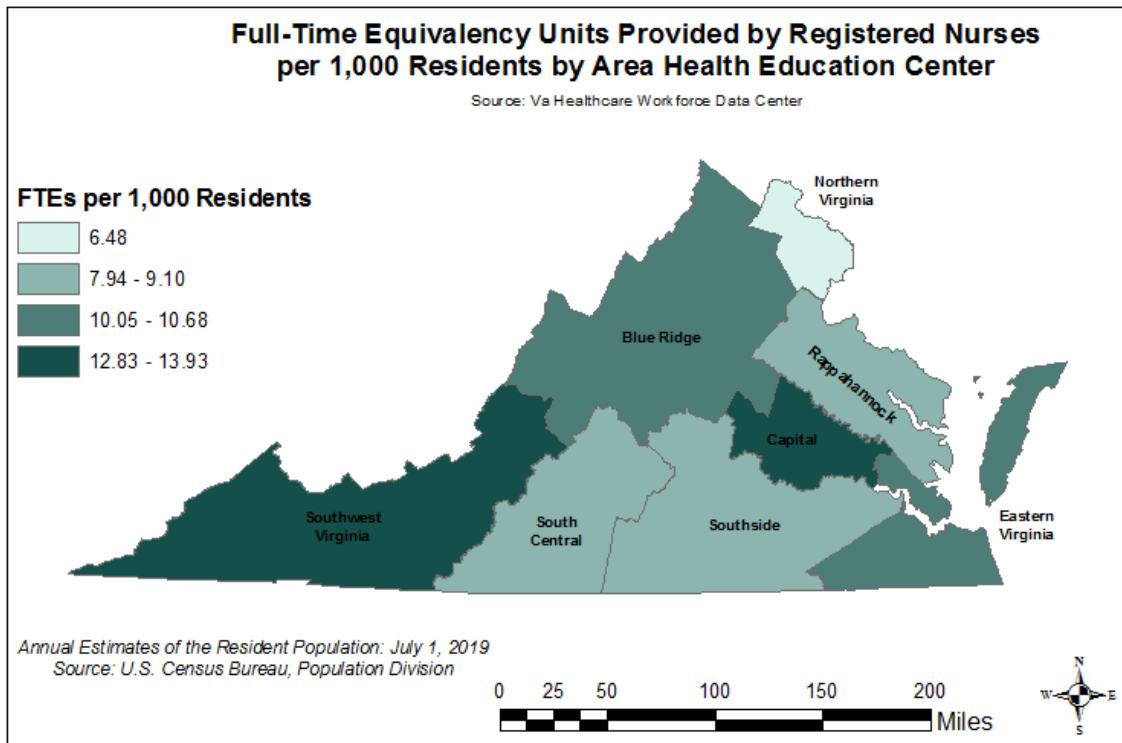 Full-Time Equivalency Units Provided by Registered Nurses
per 1,000 Residents by Area Health Education Center
Source: Va Healthcare Workforce Data Center
FTEs per 1,000 Residents
6.48
7.94 - 9.10
10.05 - 10.68
12.83 - 13.93
Northern
Virginia
Blue Ridge
Rappahannock
Capital
Southwest
Virginia
South
Central
Southside
Eastern
Virginia
Annual Estimates of the Resident Population: July 1, 2019
Source: U.S. Census Bureau, Population Division
0 25 50 100 150 200
Miles
N
W E
S